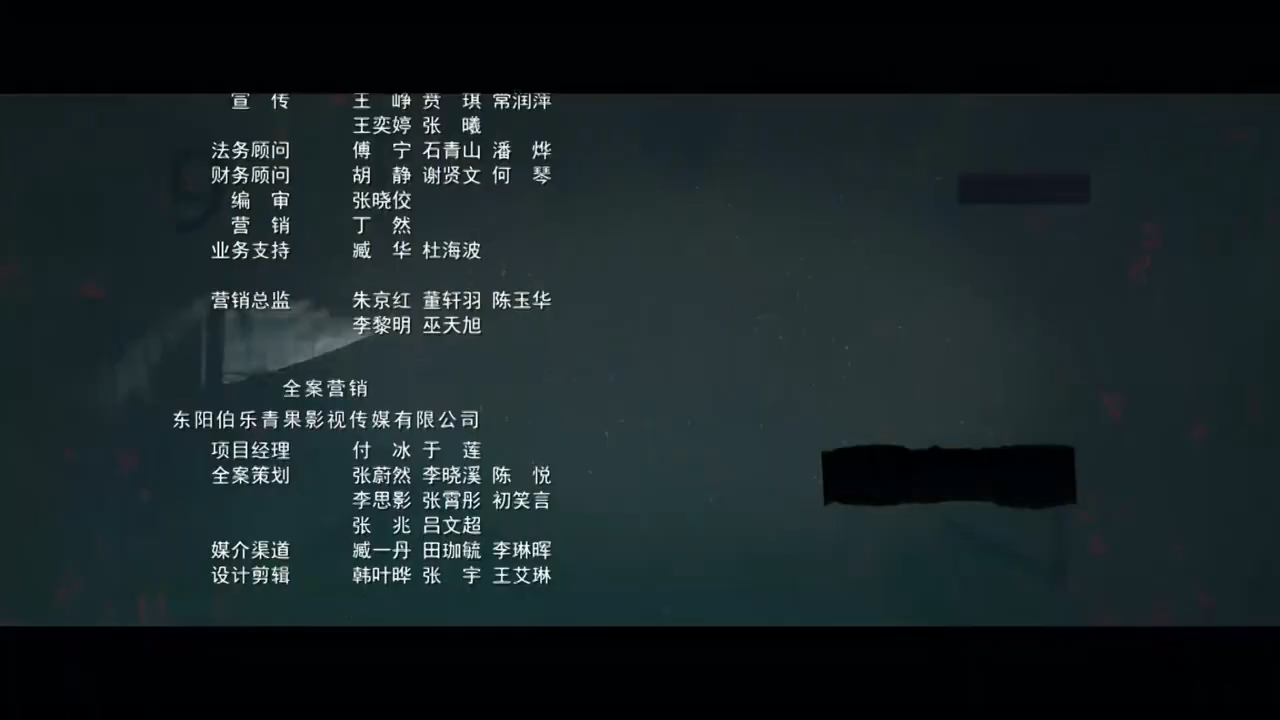 宣 传 王 峥 贲 琪 常润萍
王奕婷 张 曦
法务顾问 傅 宁 石青山 潘 烨
财务顾问 胡 静 谢贤文 何 琴
编 审 张晓佼
营 销 丁 然
业务支持 臧 华 杜海波
营销总监 朱京红 董轩羽 陈玉华
李黎明 巫天旭
全案营销
东阳伯乐青果影视传媒有限公司
项目经理 付 冰 于 莲
全案策划 张蔚然 李晓溪 陈 悦
李思影 张霄彤 初笑言
张 兆 吕文超
媒介渠道 臧一丹 田珈毓 李琳晖
设计剪辑 韩叶晔 张 宇 王艾琳